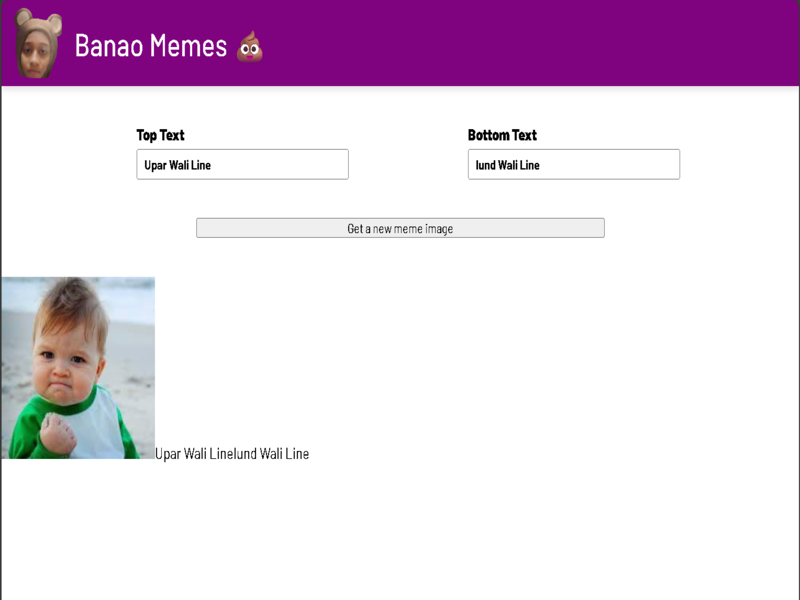 Banao Memes 💩
Top Text
Bottom Text
Upar Wali Line
lund Wali Line
Get a new meme image
Upar Wali Linelund Wali Line